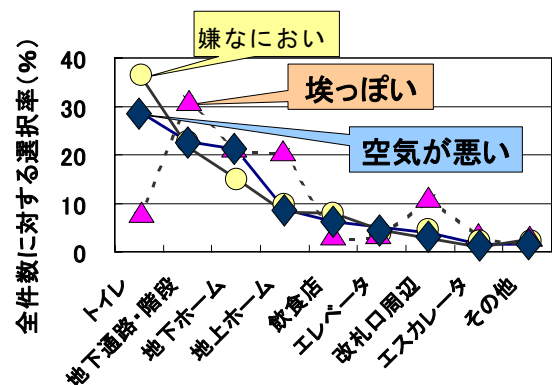 嫌なにおい
埃っぽい
空気が悪い
全件数に対する選択率(%)
40
30
20
10
0
トイレ
地下通路・階段
地下ホーム
地上ホーム
飲食店
エレベータ
改札口周辺
エスカレータ
その他